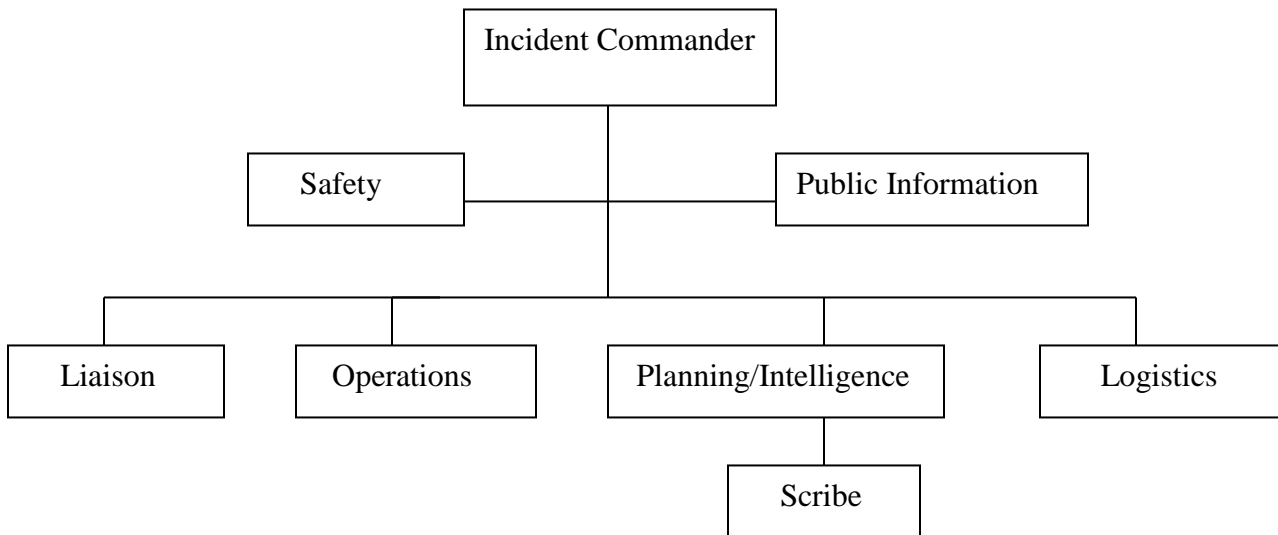 Incident Commander
Safety
Public Information
Liaison
Operations
Planning/Intelligence
Logistics
Scribe